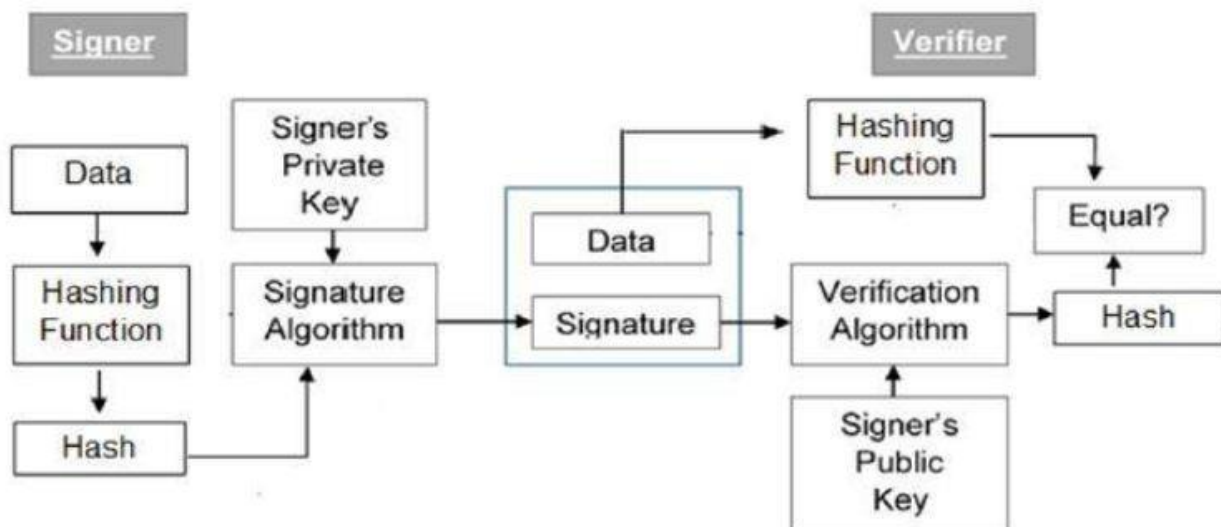 Signer
Verifier
Data
Hashing
Function
Hash
Signer's
Private
Key
Signature
Algorithm
Data
Signature
Hashing
Function
Verification
Algorithm
Signer's
Public
Key
Equal?
Hash